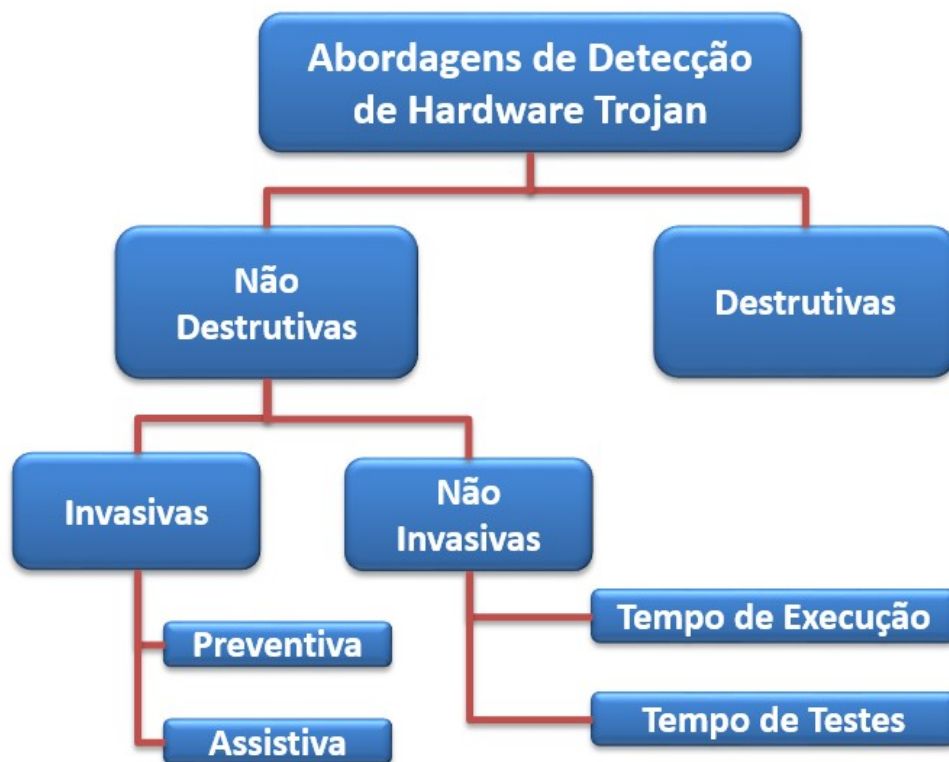 Abordagens de Detecção
de Hardware Trojan
Não
Destrutivas
Destrutivas
Invasivas
Não
Invasivas
Preventiva
Assistiva
Tempo de Execução
Tempo de Testes